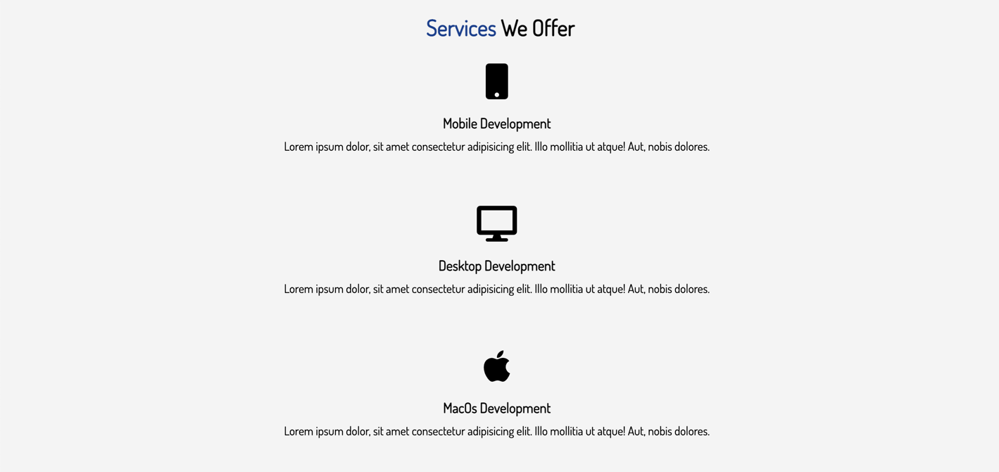 Services We Offer
Mobile Development
Lorem ipsum dolor, sit amet consectetur adipisicing elit. Illo mollitia ut atque! Aut, nobis dolores.
Desktop Development
Lorem ipsum dolor, sit amet consectetur adipisicing elit. Illo mollitia ut atque! Aut, nobis dolores.
MacOs Development
Lorem ipsum dolor, sit amet consectetur adipisicing elit. Illo mollitia ut atque! Aut, nobis dolores.